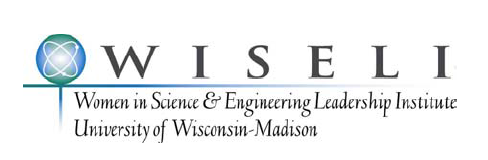 WISELI
Women in Science & Engineering Leadership Institute
University of Wisconsin-Madison